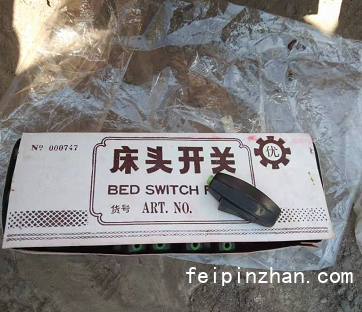 Nº 000747
床头开关
优
BED SWITCH
货号 ART. NO.
feipinzhan.com